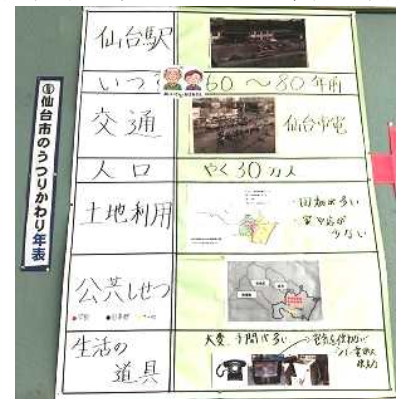 ⑪仙台市のうつりかわり年表
仙台駅
いつ 60〜80年前
交通 仙台市電
人口 やく30万人
土地利用 ・田畑が多い
・家や店が
少ない
公共しせつ
生活の
道具
大変、手間が多い